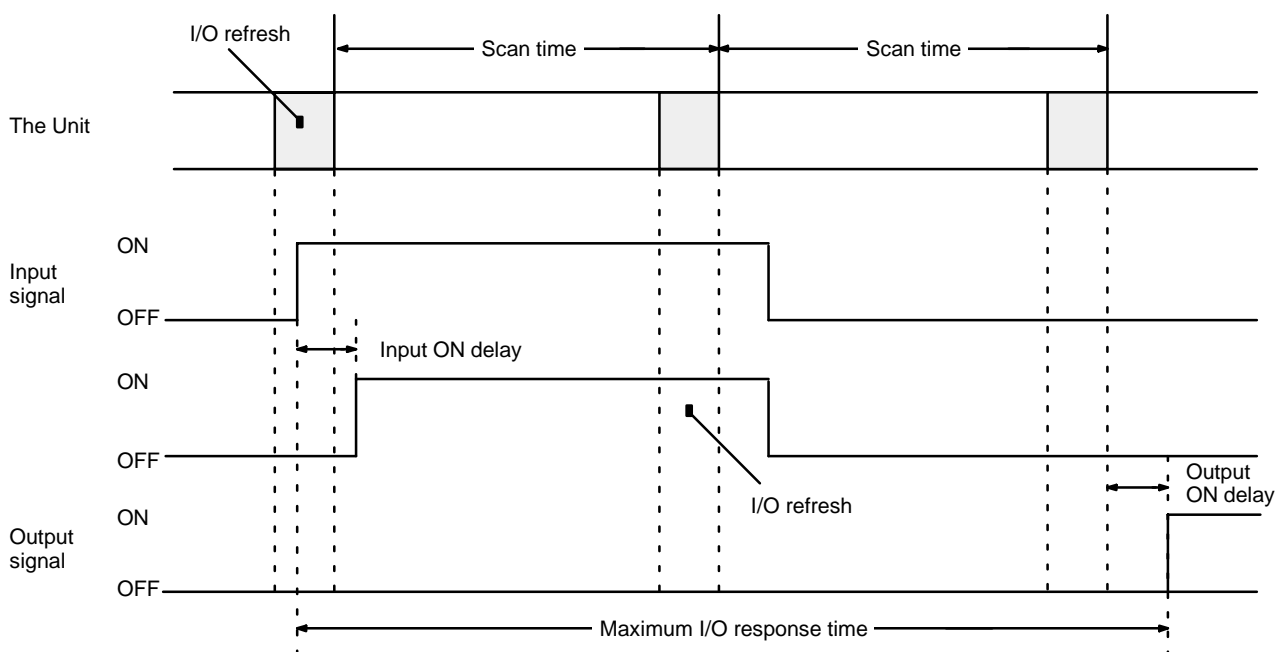 I/O refresh
Scan time
Scan time
The Unit
ON
Input
signal
OFF
Input ON delay
ON
OFF
I/O refresh
Output
ON delay
ON
Output
signal
OFF
Maximum I/O response time